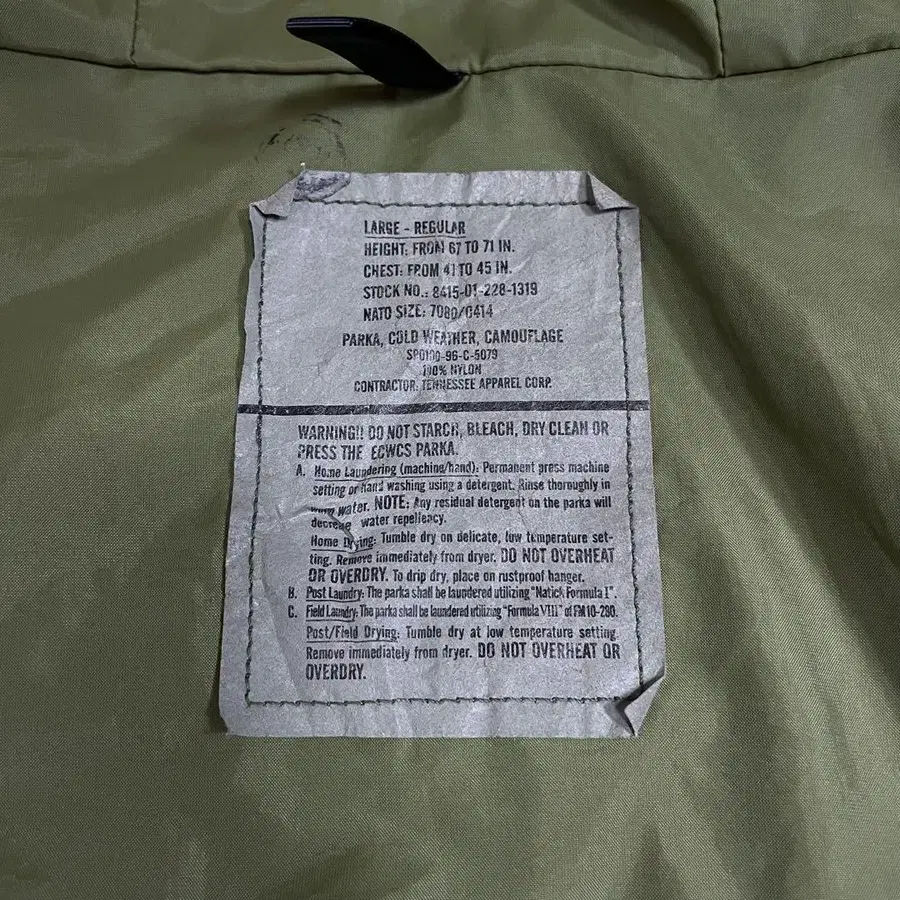 LARGE - REGULAR
HEIGHT: FROM 67 TO 71 IN.
CHEST: FROM 41 TO 45 IN.
STOCK NO.: 8415-01-228-1319
NATO SIZE: 7080/0414
PARKA, COLD WEATHER, CAMOUFLAGE
SPO100-96-C-5079
100% NYLON
CONTRACTOR: TENNESSEE APPAREL CORP.
WARNING!! DO NOT STARCH, BLEACH, DRY CLEAN OR
PRESS THE ECWCS PARKA.
A. Home Laundering (machine/hand): Permanent press machine
setting or hand washing using a detergent. Rinse thoroughly in
warm water. NOTE: Any residual detergent on the parka will
decrease water repellency.
Home Drying: Tumble dry on delicate, low temperature set-
ting. Remove immediately from dryer. DO NOT OVERHEAT
OR OVERDRY. To drip dry, place on rustproof hanger.
B. Post Laundry: The parka shall be laundered utilizing "Natick Formula I".
C. Field Laundry: The parka shall be laundered utilizing "Formula VIII" of FM 10-280.
Post/Field Drying: Tumble dry at low temperature setting.
Remove immediately from dryer. DO NOT OVERHEAT OR
OVERDRY.